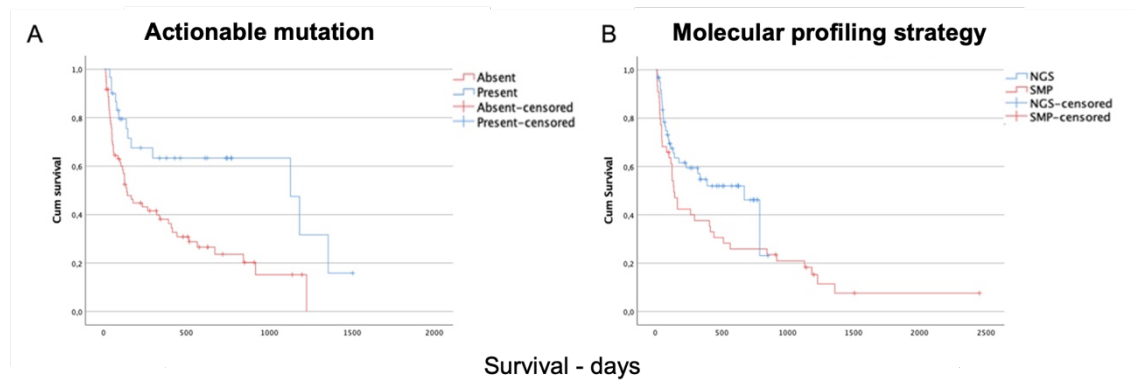 A
Actionable mutation
Cum survival
1,0
0,8
0,6
0,4
0,2
0,0
0
500
1000
1500
2000
Absent
Present
Absent-censored
Present-censored
B
Molecular profiling strategy
Cum Survival
1,0
0,8
0,6
0,4
0,2
0,0
0
500
1000
1500
2000
2500
NGS
SMP
NGS-censored
SMP-censored
Survival - days